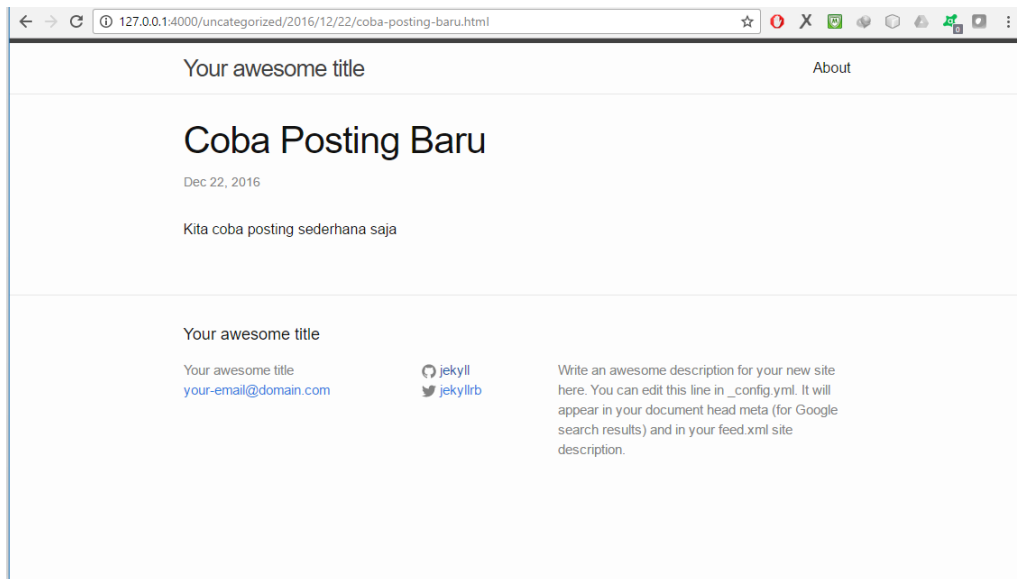 127.0.0.1:4000/uncategorized/2016/12/22/coba-posting-baru.html
0
Your awesome title
About
Coba Posting Baru
Dec 22, 2016
Kita coba posting sederhana saja
Your awesome title
Your awesome title
your-email@domain.com
jekyll
jekyllrb
Write an awesome description for your new site
here. You can edit this line in _config.yml. It will
appear in your document head meta (for Google
search results) and in your feed.xml site
description.